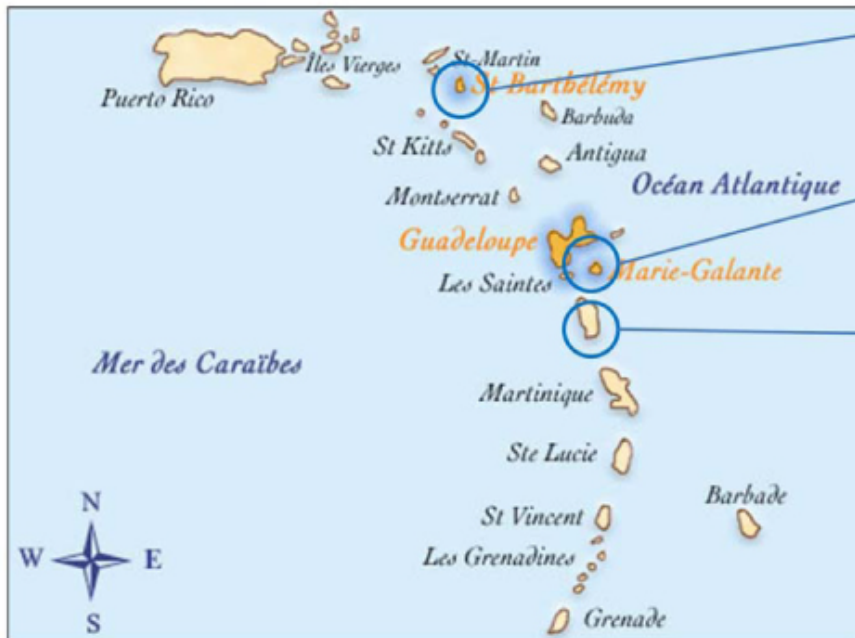 St-Martin
Îles Vierges
St Barthélémy
Puerto Rico
Barbuda
St Kitts
Antigua
Montserrat
Océan Atlantique
Guadeloupe
Marie-Galante
Les Saintes
Mer des Caraïbes
Martinique
Ste Lucie
Barbade
St Vincent
N
Les Grenadines
W
E
S
Grenade